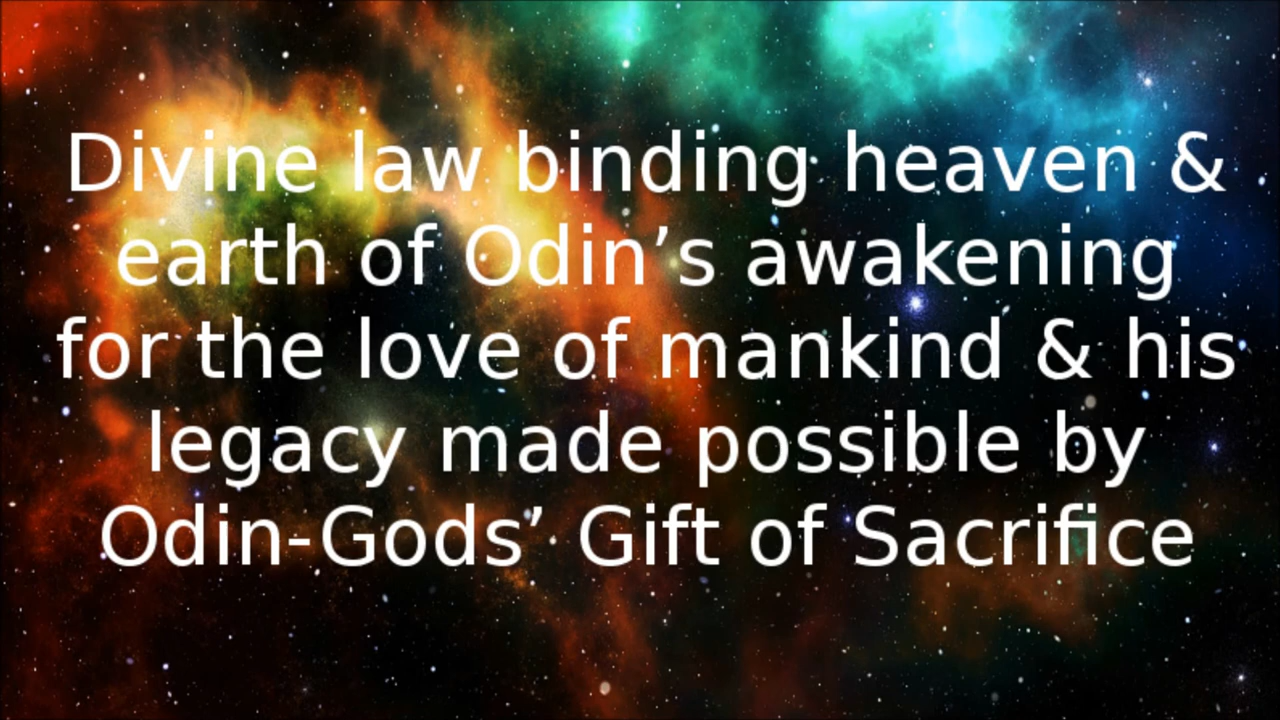 Divine law binding heaven &
earth of Odin’s awakening
for the love of mankind & his
legacy made possible by
Odin-Gods’ Gift of Sacrifice